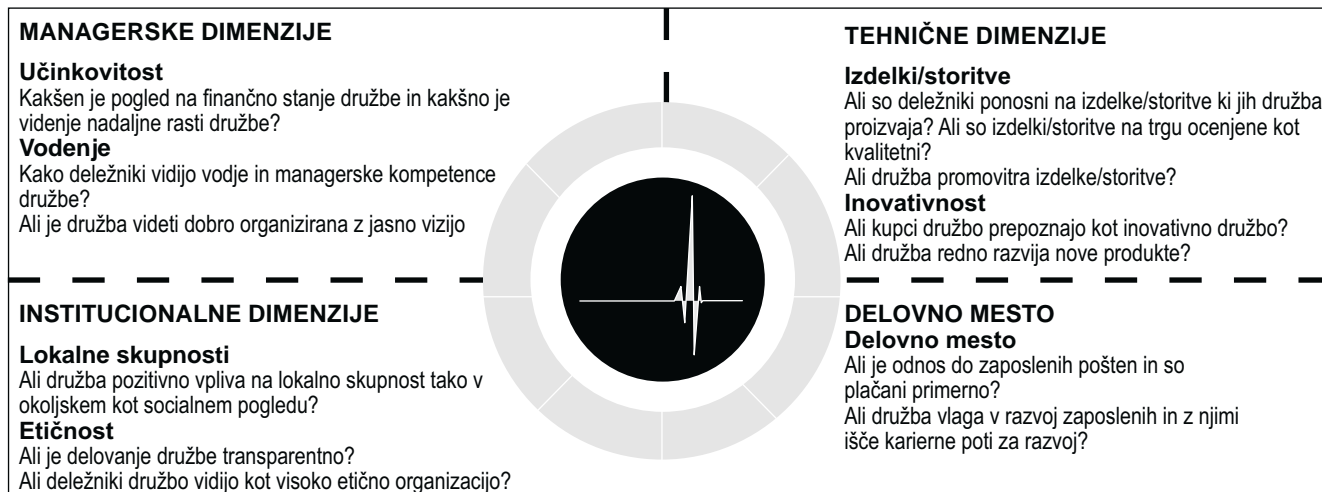 MANAGERSKE DIMENZIJE
Učinkovitost
Kakšen je pogled na finančno stanje družbe in kakšno je
videnje nadaljne rasti družbe?
Vodenje
Kako deležniki vidijo vodje in managerske kompetence
družbe?
Ali je družba videti dobro organizirana z jasno vizijo
TEHNIČNE DIMENZIJE
Izdelki/storitve
Ali so deležniki ponosni na izdelke/storitve ki jih družba
proizvaja? Ali so izdelki/storitve na trgu ocenjene kot
kvalitetni?
Ali družba promovitra izdelke/storitve?
Inovativnost
Ali kupci družbo prepoznajo kot inovativno družbo?
Ali družba redno razvija nove produkte?
INSTITUCIONALNE DIMENZIJE
Lokalne skupnosti
Ali družba pozitivno vpliva na lokalno skupnost tako v
okoljskem kot socialnem pogledu?
Etičnost
Ali je delovanje družbe transparentno?
Ali deležniki družbo vidijo kot visoko etično organizacijo?
DELOVNO MESTO
Delovno mesto
Ali je odnos do zaposlenih pošten in so
plačani primerno?
Ali družba vlaga v razvoj zaposlenih in z njimi
išče karierne poti za razvoj?